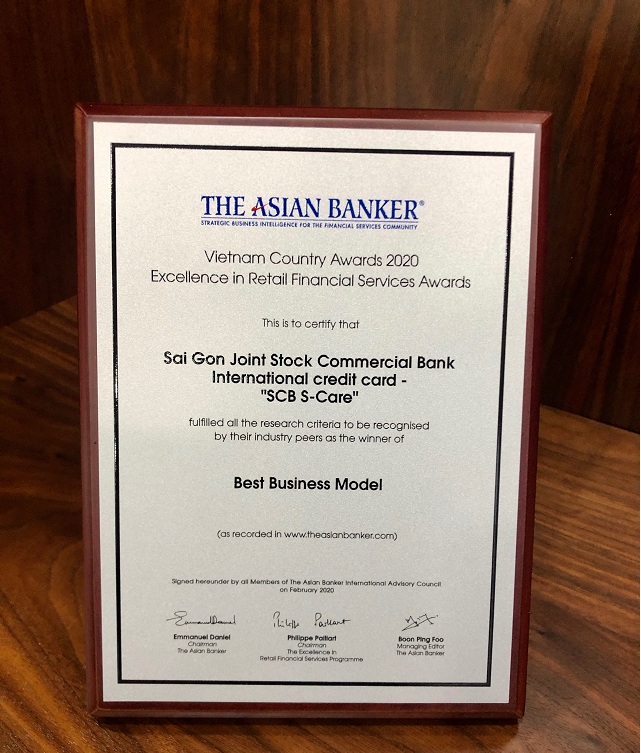 THE ASIAN BANKER®
STRATEGIC BUSINESS INTELLIGENCE FOR THE FINANCIAL SERVICES COMMUNITY
Vietnam Country Awards 2020
Excellence in Retail Financial Services Awards
This is to certify that
Sai Gon Joint Stock Commercial Bank
International credit card -
"SCB S-Care"
fulfilled all the research criteria to be recognised
by their industry peers as the winner of
Best Business Model
(as recorded in www.theasianbanker.com)
Signed hereunder by all Members of The Asian Banker International Advisory Council
on February 2020
Emmanuel Daniel
Chairman
The Asian Banker
Philippe Paillart
Chairman
The Excellence in
Retail Financial Services Programme
Boon Ping Foo
Managing Editor
The Asian Banker